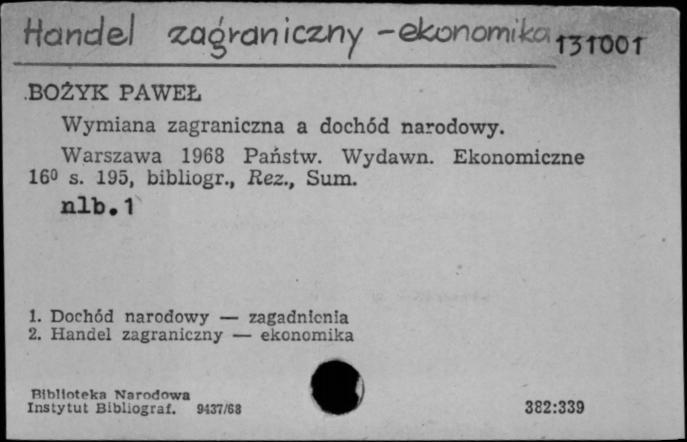 Handel zagraniczny - ekonomika 131001
BOŻYK PAWEŁ
Wymiana zagraniczna a dochód narodowy.
Warszawa 1968 Państw. Wydawn. Ekonomiczne
16⁰ s. 195, bibliogr., Rez., Sum.
nlb.1
1. Dochód narodowy — zagadnienia
2. Handel zagraniczny — ekonomika
Biblioteka Narodowa
Instytut Bibliograf. 9437/68 382:339